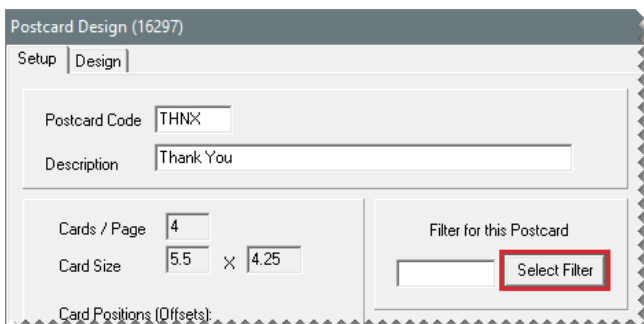 Postcard Design (16297)
Setup Design
Postcard Code THNX
Description Thank You
Cards / Page 4
Card Size 5.5 X 4.25
Card Positions (Offsets):
Filter for this Postcard
Select Filter